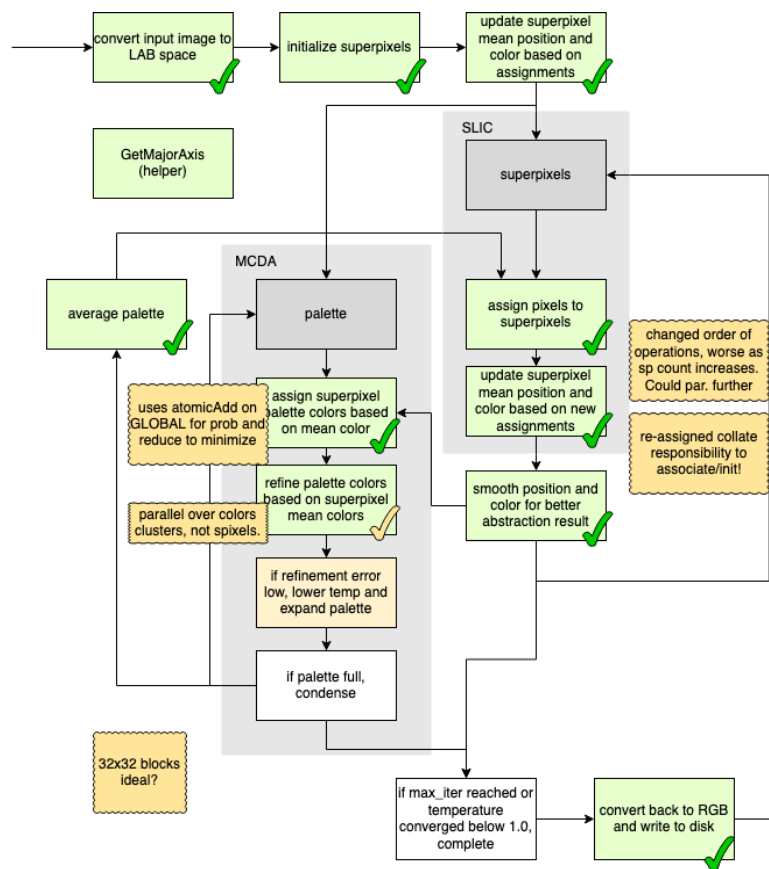 convert input image to
LAB space
initialize superpixels
update superpixel
mean position and
color based on
assignments
GetMajorAxis
(helper)
SLIC
superpixels
MCDA
average palette
palette
assign pixels to
superpixels
changed order of
operations, worse as
sp count increases.
Could par. further
uses atomicAdd on
GLOBAL for prob and
reduce to minimize
assign superpixel
palette colors based
on mean color
update superpixel
mean position and
color based on new
assignments
re-assigned collate
responsibility to
associate/init!
parallel over colors
clusters, not spixels.
refine palette colors
based on superpixel
mean colors
smooth position and
color for better
abstraction result
if refinement error
low, lower temp and
expand palette
if palette full,
condense
32x32 blocks
ideal?
if max_iter reached or
temperature
converged below 1.0,
complete
convert back to RGB
and write to disk